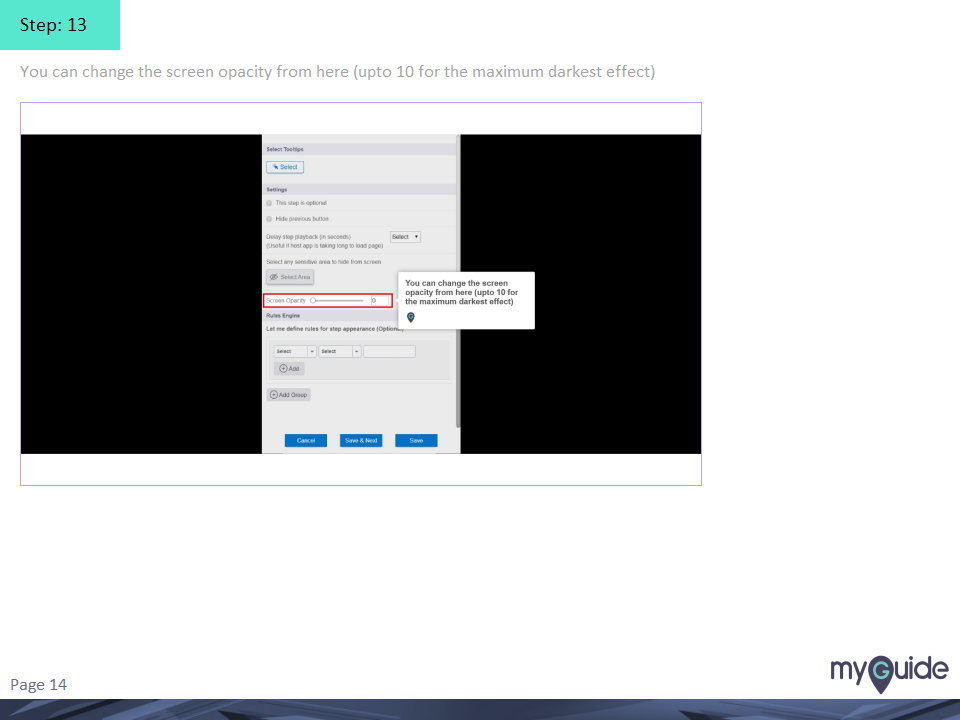 Step: 13
You can change the screen opacity from here (upto 10 for the maximum darkest effect)
Select Tooltips
Select
Settings
This step is optional
Hide previous button
Delay step playback (in seconds)
Select
(Useful if host app is taking long to load page)
Select any sensitive area to hide from screen
Select Area
You can change the screen
opacity from here (upto 10 for
the maximum darkest effect)
Screen Opacity 0
Rules Engine
Let me define rules for step appearance (Optional
Select Select
Add
Add Group
Cancel Save & Next Save
Page 14
myGuide